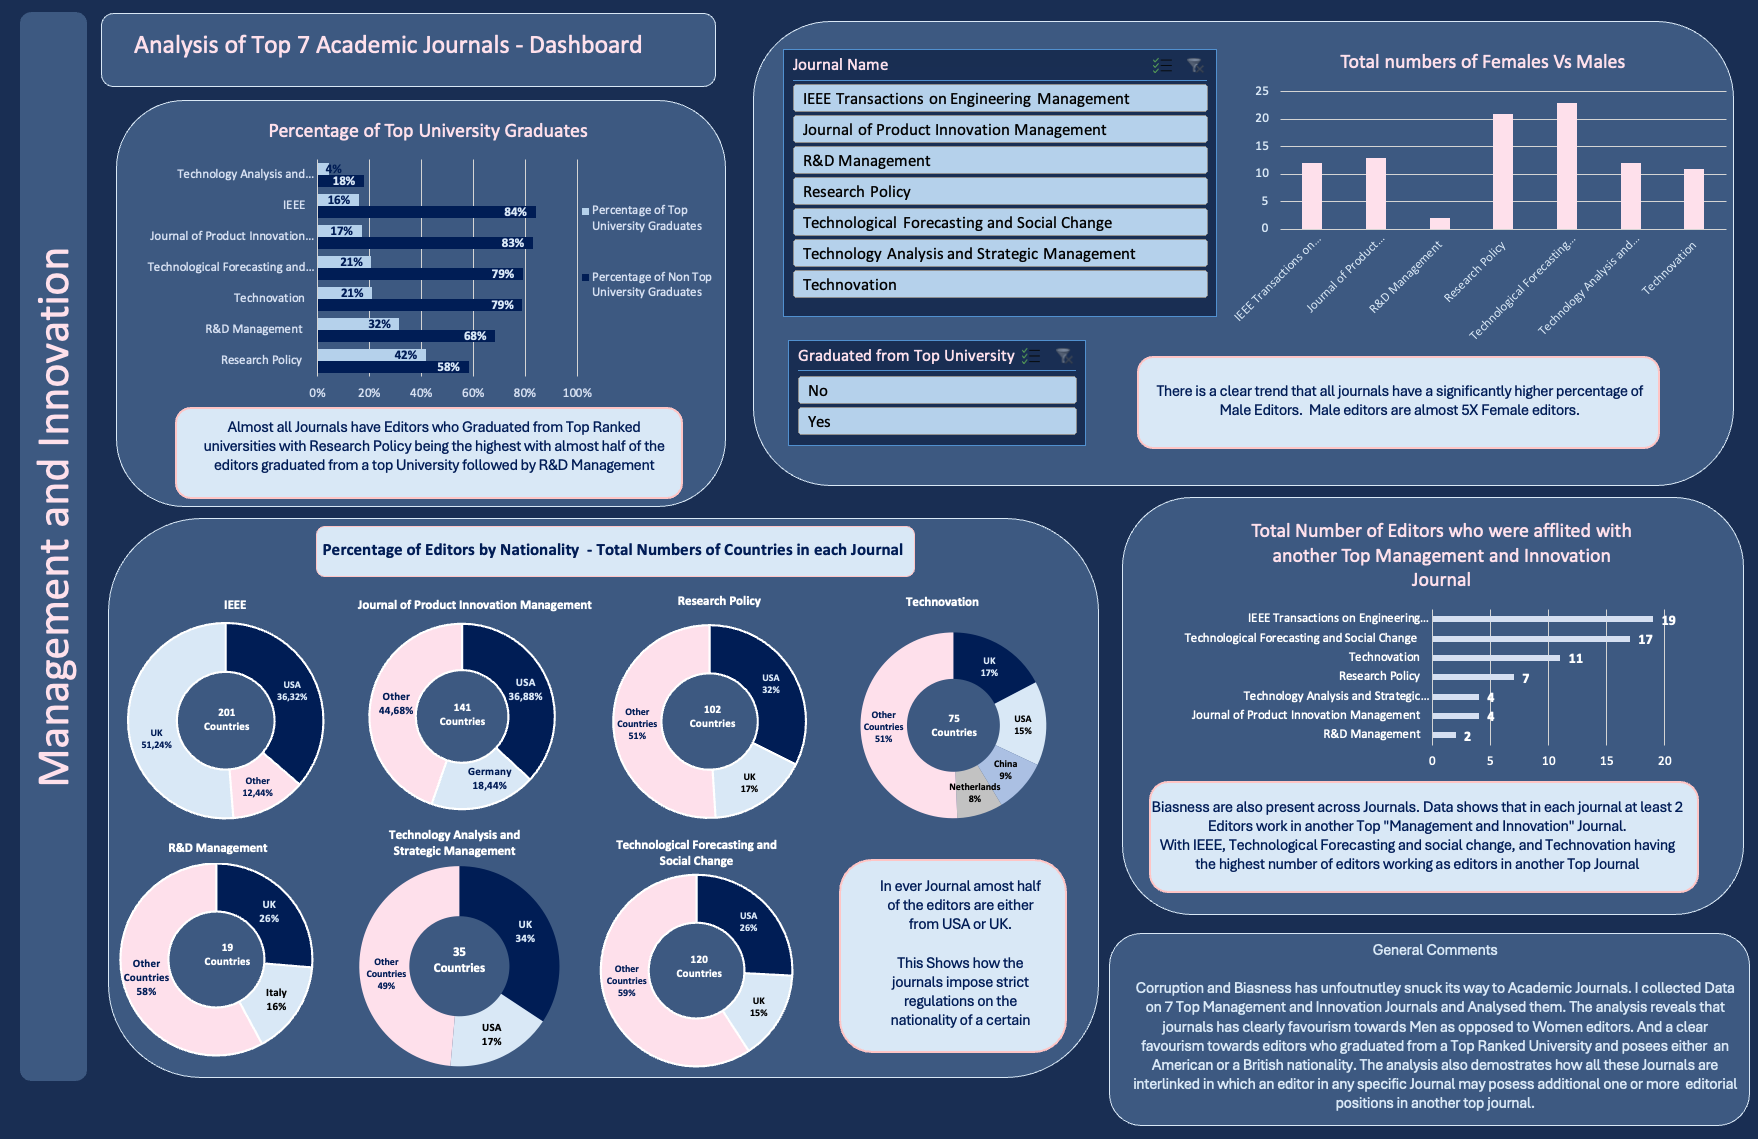 Management and Innovation
Analysis of Top 7 Academic Journals - Dashboard
Percentage of Top University Graduates
Technology Analysis and...
4%
18%
IEEE
16%
84%
Journal of Product Innovation...
17%
83%
Technological Forecasting and...
21%
79%
Technovation
21%
79%
R&D Management
32%
68%
Research Policy
42%
58%
0% 20% 40% 60% 80% 100%
Percentage of Top
University Graduates
Percentage of Non Top
University Graduates
Almost all Journals have Editors who Graduated from Top Ranked
universities with Research Policy being the highest with almost half of the
editors graduated from a top University followed by R&D Management
Journal Name
IEEE Transactions on Engineering Management
Journal of Product Innovation Management
R&D Management
Research Policy
Technological Forecasting and Social Change
Technology Analysis and Strategic Management
Technovation
Graduated from Top University
No
Yes
Total numbers of Females Vs Males
25
20
15
10
5
0
IEEE Transactions on...
Journal of Product...
R&D Management
Research Policy
Technological Forecasting...
Technology Analysis and...
Technovation
There is a clear trend that all journals have a significantly higher percentage of
Male Editors.  Male editors are almost 5X Female editors.
Percentage of Editors by Nationality  - Total Numbers of Countries in each Journal
IEEE
USA
36,32%
201
Countries
UK
51,24%
Other
12,44%
Journal of Product Innovation Management
USA
36,88%
Other
44,68%
141
Countries
Germany
18,44%
Research Policy
USA
32%
102
Countries
Other
Countries
51%
UK
17%
Technovation
UK
17%
USA
15%
75
Countries
Other
Countries
51%
China
9%
Netherlands
8%
R&D Management
UK
26%
19
Countries
Other
Countries
58%
Italy
16%
Technology Analysis and
Strategic Management
UK
34%
35
Countries
Other
Countries
49%
USA
17%
Technological Forecasting and
Social Change
USA
26%
120
Countries
Other
Countries
59%
UK
15%
In ever Journal amost half
of the editors are either
from USA or UK.
This Shows how the
journals impose strict
regulations on the
nationality of a certain
Total Number of Editors who were afflited with
another Top Management and Innovation
Journal
IEEE Transactions on Engineering... 19
Technological Forecasting and Social Change 17
Technovation 11
Research Policy 7
Technology Analysis and Strategic... 4
Journal of Product Innovation Management 4
R&D Management 2
0 5 10 15 20
Biasness are also present across Journals. Data shows that in each journal at least 2
Editors work in another Top "Management and Innovation" Journal.
With IEEE, Technological Forecasting and social change, and Technovation having
the highest number of editors working as editors in another Top Journal
General Comments
Corruption and Biasness has unfoutnutley snuck its way to Academic Journals. I collected Data
on 7 Top Management and Innovation Journals and Analysed them. The analysis reveals that
journals has clearly favourism towards Men as opposed to Women editors. And a clear
favourism towards editors who graduated from a Top Ranked University and posees either  an
American or a British nationality. The analysis also demostrates how all these Journals are
interlinked in which an editor in any specific Journal may posess additional one or more  editorial
positions in another top journal.